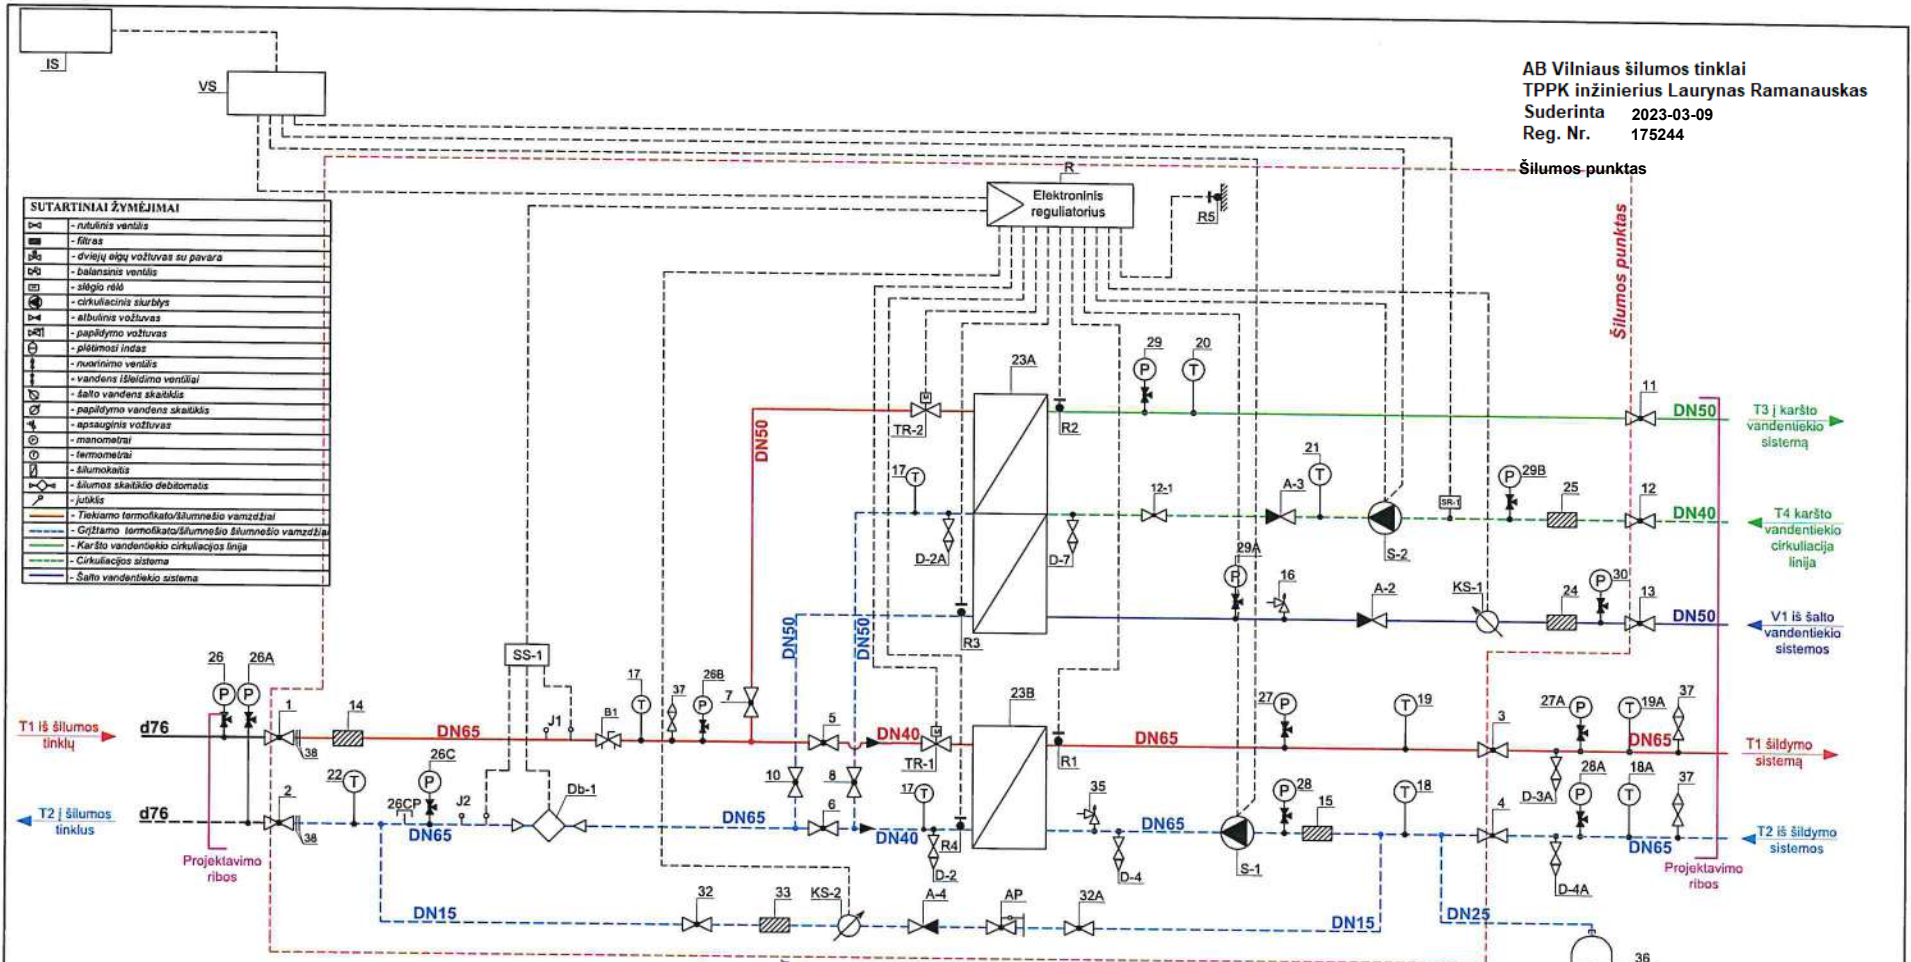 IS
VS
AB Vilniaus šilumos tinklai
TPPK inžinierius Laurynas Ramanauskas
Suderinta 2023-03-09
Reg. Nr. 175244
Šilumos punktas
Šilumos punktas
SUTARTINIAI ŽYMĖJIMAI
- rutulinis ventilis
- filtras
- dviejų eigų vožtuvas su pavara
- balansinis ventilis
- slėgio rėlė
- cirkuliacinis siurblys
- atbulinis vožtuvas
- papildymo vožtuvas
- plėtimosi indas
- nuorinimo ventilis
- vandens išleidimo ventiliai
- šalto vandens skaitiklis
- papildymo vandens skaitiklis
- apsauginis vožtuvas
- manometrai
- termometrai
- šilumokaitis
- šilumos skaitiklio debitomatis
- jutiklis
- Tiekiamo termofikato/šilumnešio vamzdžiai
- Grįžtamo termofikato/šilumnešio šilumnešio vamzdžiai
- Karšto vandentiekio cirkuliacijos linija
- Cirkuliacijos sistema
- Šalto vandentiekio sistema
R
Elektroninis
reguliatorius
R5
23A
29 P
20 T
11
TR-2 M
R2
DN50
DN50
T3 į karšto
vandentiekio
sistemą
17 T
D-2A
D-7
12-1
A-3
21 T
S-2
SR-1
29B P
25
12
DN40
T4 karšto
vandentiekio
cirkuliacija
linija
DN50
DN50
R3
29A P
16
A-2
KS-1
24
30 P
13
DN50
V1 iš šalto
vandentiekio
sistemos
SS-1
26 P
26A P
1
14
DN65
J1
B1
17 T
37
26B P
7
5
DN40
TR-1 M
23B
R1
DN65
27 P
19 T
3
27A P
19A T
37
DN65
T1 iš šilumos
tinklų
d76
38
T1 šildymo
sistemą
22 T
26CP
26C P
J2
DN65
Db-1
10
8
DN65
6
DN40
17 T
D-2
R4
35
D-4
DN65
S-1
28 P
15
18 T
4
D-3A
28A P
18A T
37
D-4A
DN65
T2 į šilumos
tinklus
d76
2
38
T2 iš šildymo
sistemos
Projektavimo
ribos
Projektavimo
ribos
DN15
32
33
KS-2
A-4
AP
32A
DN15
DN25
36